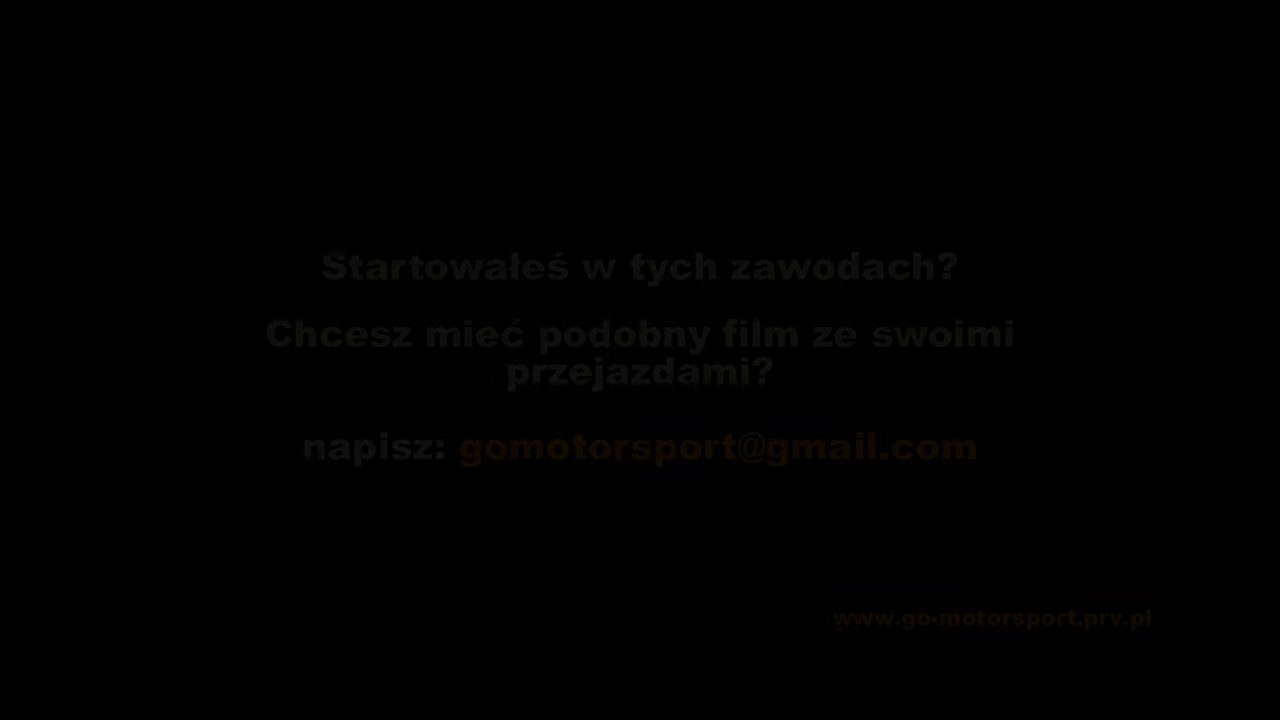 Startowałeś w tych zawodach?
Chcesz mieć podobny film ze swoimi
przejazdami?
napisz: gomotorsport@gmail.com
www.go-motorsport.prv.pl